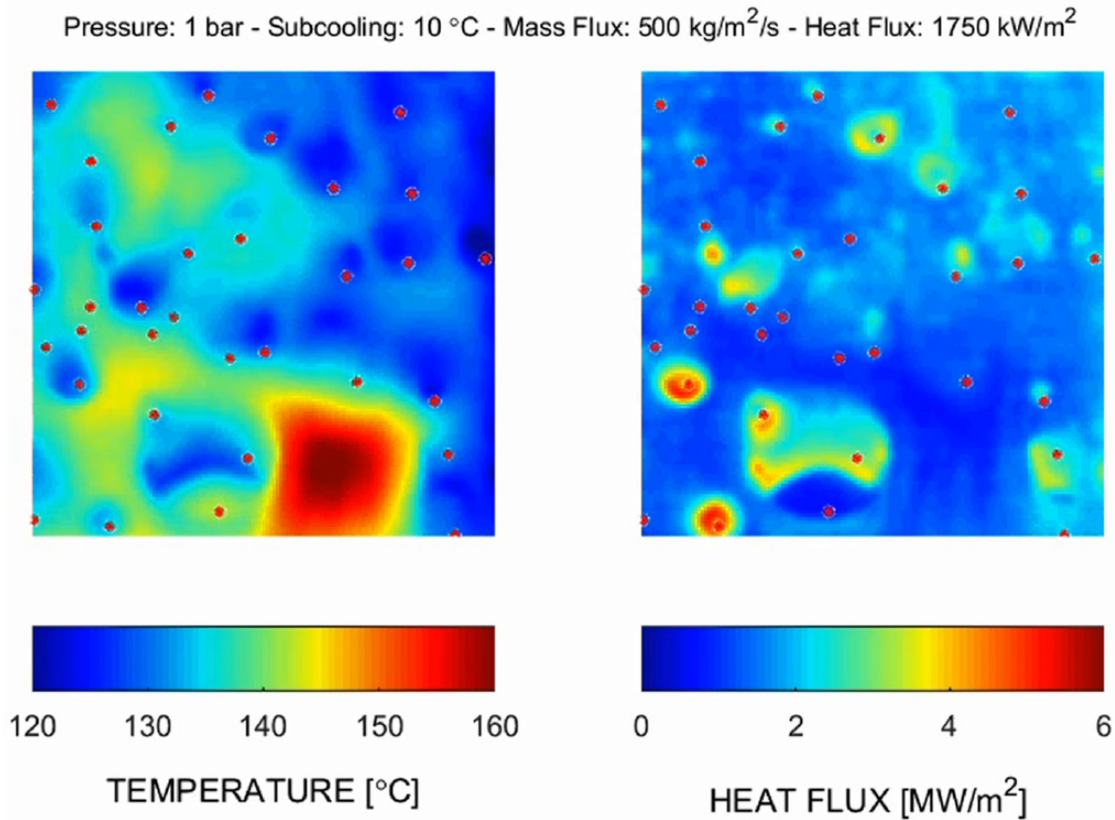 Pressure: 1 bar - Subcooling: 10 °C - Mass Flux: 500 kg/m²/s - Heat Flux: 1750 kW/m²
120 130 140 150 160
0 2 4 6
TEMPERATURE [°C]
HEAT FLUX [MW/m²]